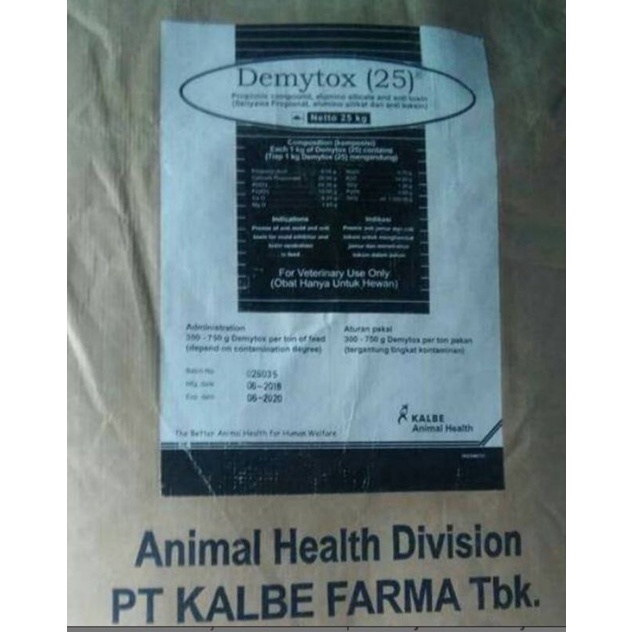 Demytox (25)®
Propionic compound, alumino silicate and anti toxin
(Senyawa Propionat, alumino silikat dan anti toksin)
Netto 25 kg
Composition (komposisi)
Each 1 kg of Demytox (25) contains
(Tiap 1 kg Demytox (25) mengandung)
Calcium Propionate
Indications
Premix of anti mold and anti
toxin for mold inhibitor and
in feed
Indikasi
Premix anti jamur dan
toksin untuk menghambat
jamur dan
toksin dalam pakan
For Veterinary Use Only
(Obat Hanya Untuk Hewan)
Administration
300 - 750 g Demytox per ton of feed
(depend on contamination degree)
Aturan pakai
300 - 750 g Demytox per ton pakan
(tergantung tingkat kontaminan)
Batch No 026035
Mfg. date 06-2018
Exp. date 06-2020
KALBE
Animal Health
The Better Animal Health for Human Welfare
Animal Health Division
PT KALBE FARMA Tbk.